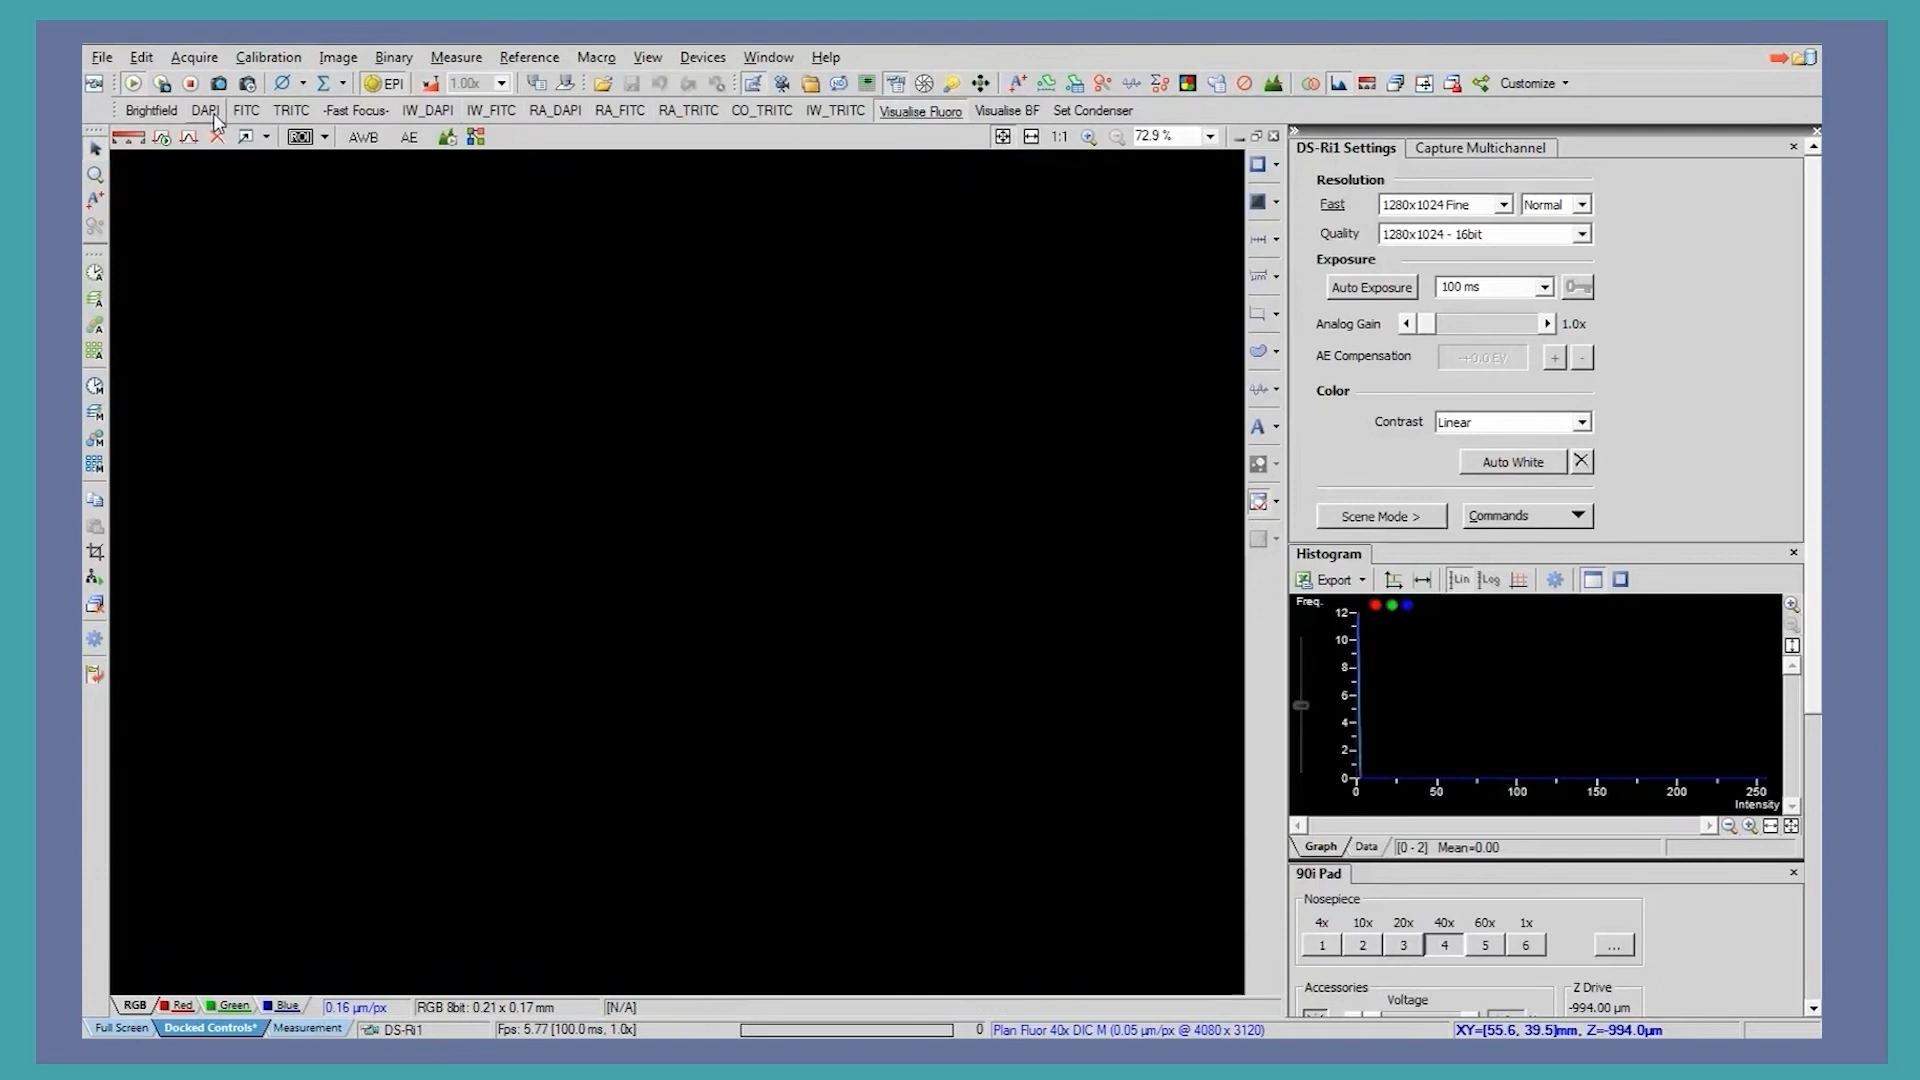 File Edit View Acquire Calibration Image Binary Measure Reference Macro View Devices Window Help
EPI 1.00x Customize
Brightfield DAPI FITC TRITC -Fast Focus- IW_DAPI IW_FITC RA_DAPI RA_FITC RA_TRITC CO_TRITC IW_TRITC Visualise Fluoro Visualise BF Set Condenser
ROI AWB AE 1:1 72.9 %
DS-Ri1 Settings Capture Multichannel
Resolution
Fast 1280x1024 Fine Normal
Quality 1280x1024 - 16bit
Exposure
Auto Exposure 100 ms
Analog Gain 1.0x
AE Compensation +0.0 EV + -
Color
Contrast Linear
Auto White
Scene Mode > Commands
Histogram
Export Lin Log
Freq.
12
10
8
6
4
2
0
0 50 100 150 200 250
Intensity
Graph Data [0 - 2] Mean=0.00
90i Pad
Nosepiece
4x 10x 20x 40x 60x 1x
1 2 3 4 5 6 ...
Accessories Voltage Z Drive
-994.00 µm
RGB Red Green Blue 0.16 µm/px RGB 8bit: 0.21 x 0.17 mm [N/A]
Full Screen Docked Controls* Measurement DS-Ri1 Fps: 5.77 [100.0 ms, 1.0x] 0 Plan Fluor 40x DIC M (0.05 µm/px @ 4080 x 3120) XY=[55.6, 39.5]mm, Z=-994.0µm